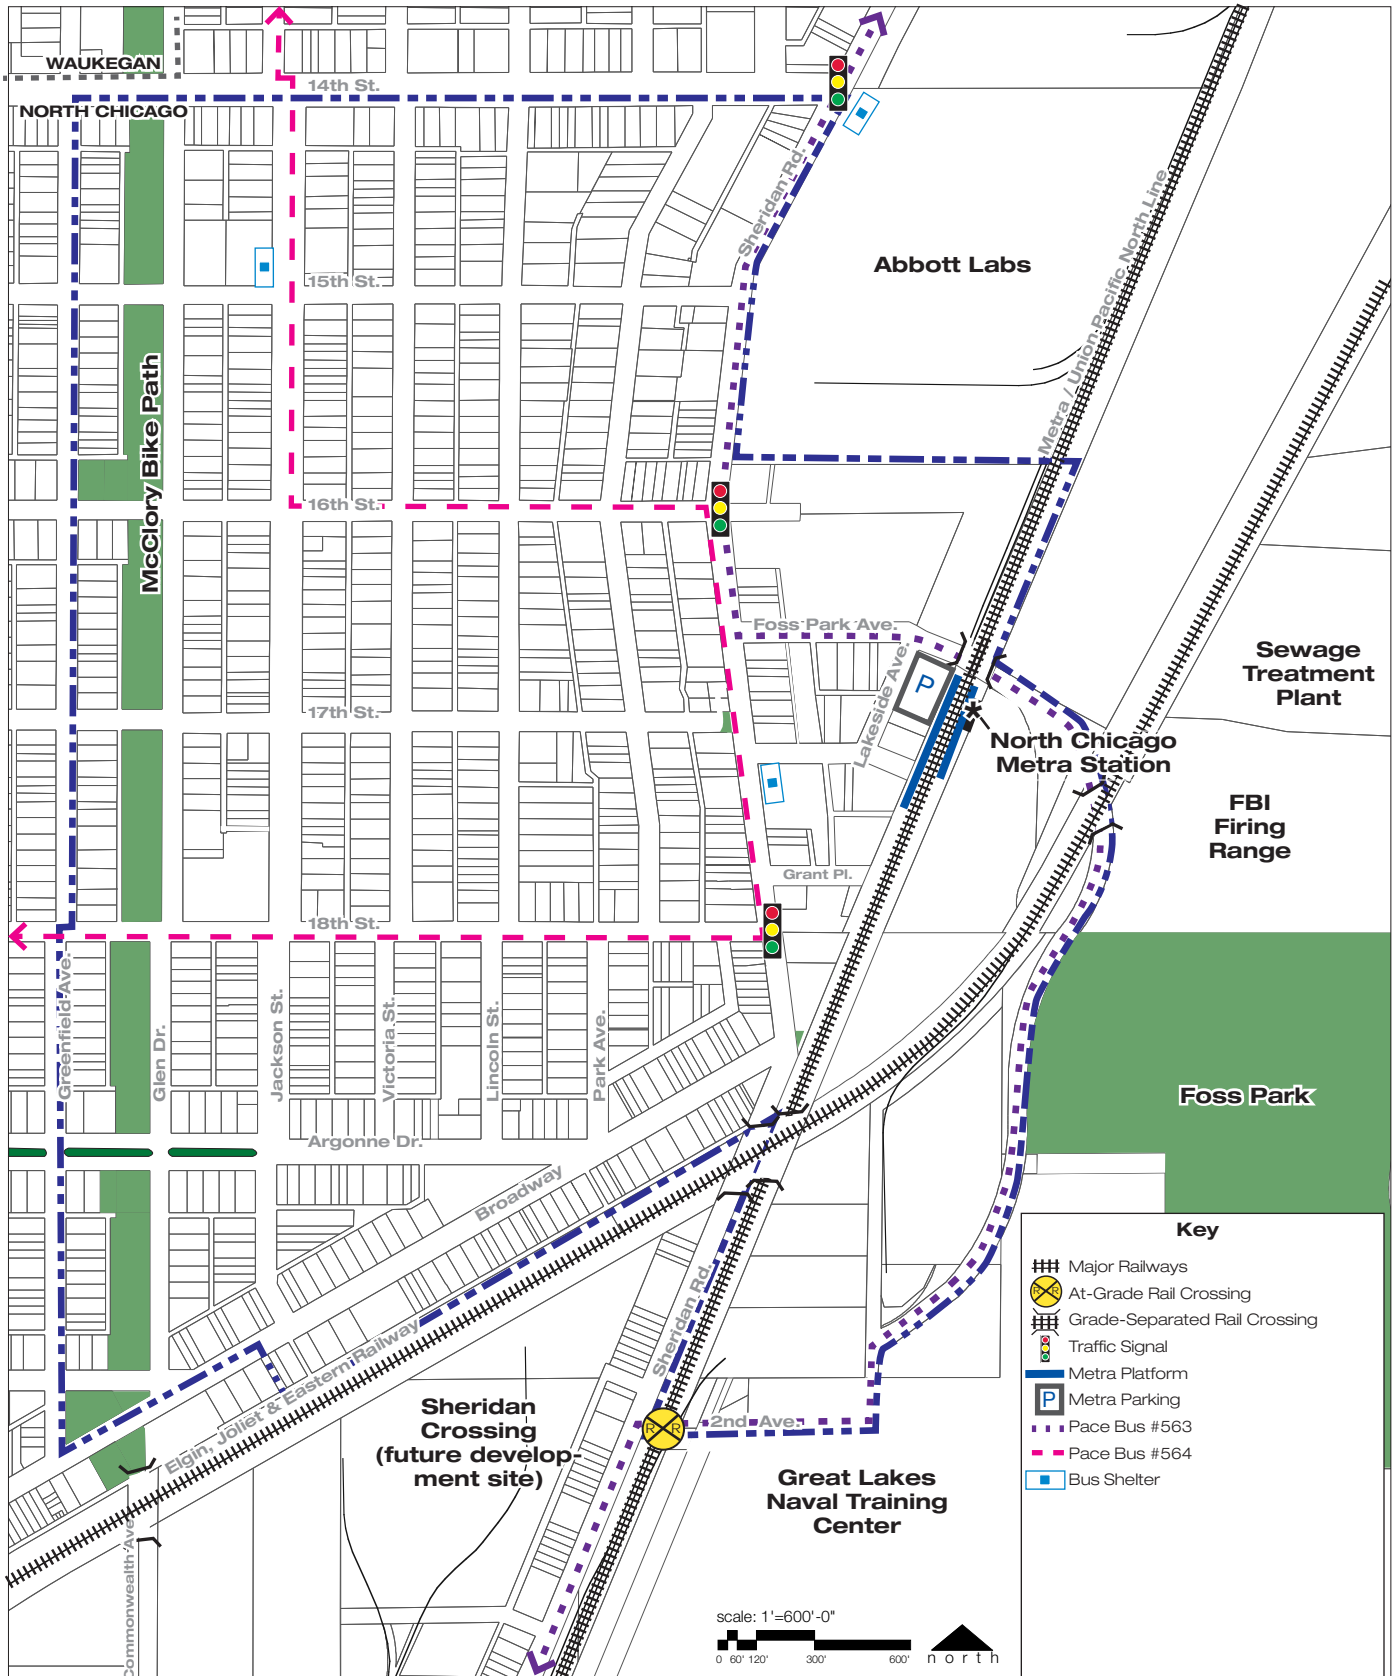 WAUKEGAN
14th St.
NORTH CHICAGO
Sheridan Rd.
Metra / Union Pacific North Line
Abbott Labs
15th St.
McClory Bike Path
16th St.
Foss Park Ave.
Lakeside Ave.
P
Sewage
Treatment
Plant
17th St.
*
North Chicago
Metra Station
FBI
Firing
Range
Grant Pl.
18th St.
Greenfield Ave.
Glen Dr.
Jackson St.
Victoria St.
Lincoln St.
Park Ave.
Foss Park
Argonne Dr.
Broadway
Sheridan Rd.
Elgin, Joliet & Eastern Railway
Sheridan
Crossing
(future develop-
ment site)
R R
2nd Ave.
Great Lakes
Naval Training
Center
Commonwealth Ave.
Key
Major Railways
R R
At-Grade Rail Crossing
Grade-Separated Rail Crossing
Traffic Signal
Metra Platform
P
Metra Parking
Pace Bus #563
Pace Bus #564
Bus Shelter
scale: 1'=600'-0"
0 60' 120' 300' 600'
north